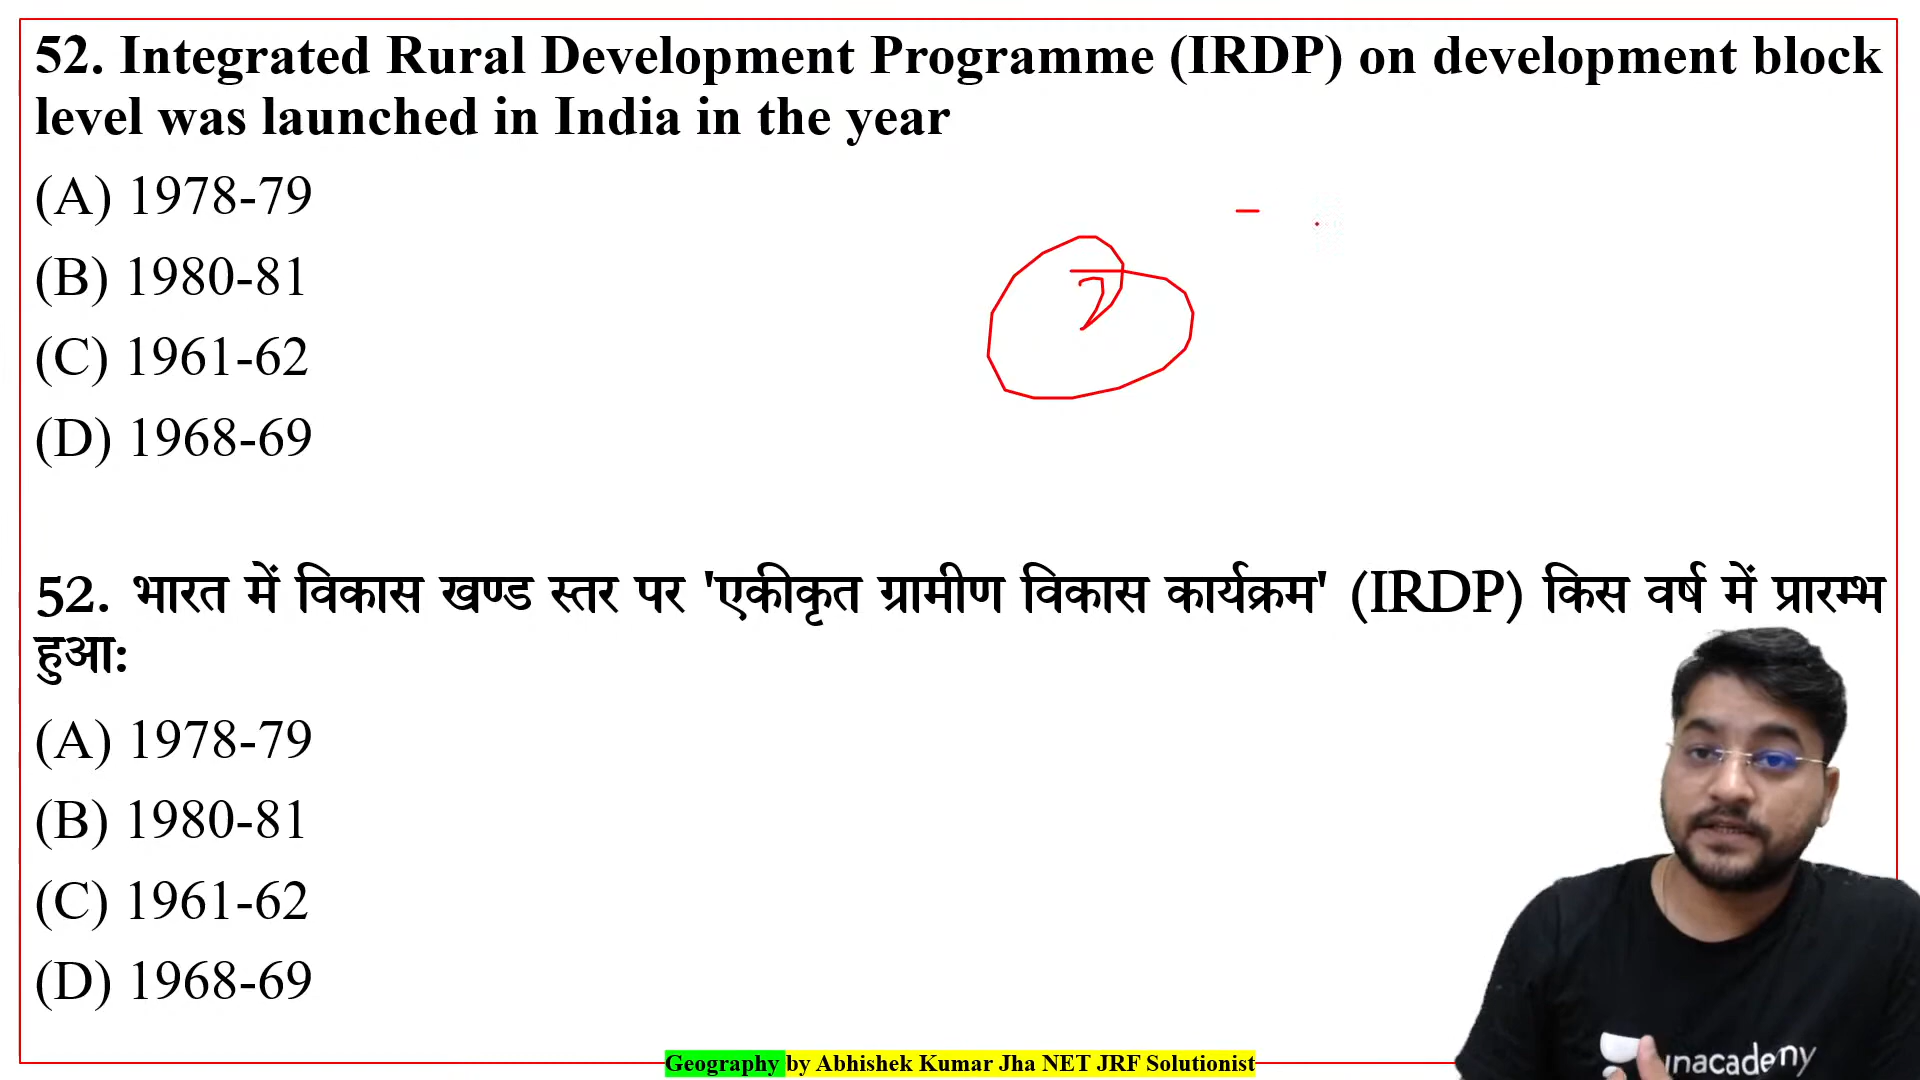 52. Integrated Rural Development Programme (IRDP) on development block
level was launched in India in the year
(A) 1978-79
(B) 1980-81
(C) 1961-62
(D) 1968-69
52. भारत में विकास खण्ड स्तर पर 'एकीकृत ग्रामीण विकास कार्यक्रम' (IRDP) किस वर्ष में प्रारम्भ
हुआ:
(A) 1978-79
(B) 1980-81
(C) 1961-62
(D) 1968-69
unacademy
Geography by Abhishek Kumar Jha NET JRF Solutionist